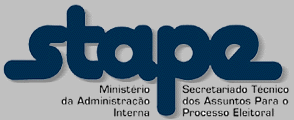 stape
Ministério
da Administração
Interna
Secretariado Técnico
dos Assuntos Para o
Processo Eleitoral